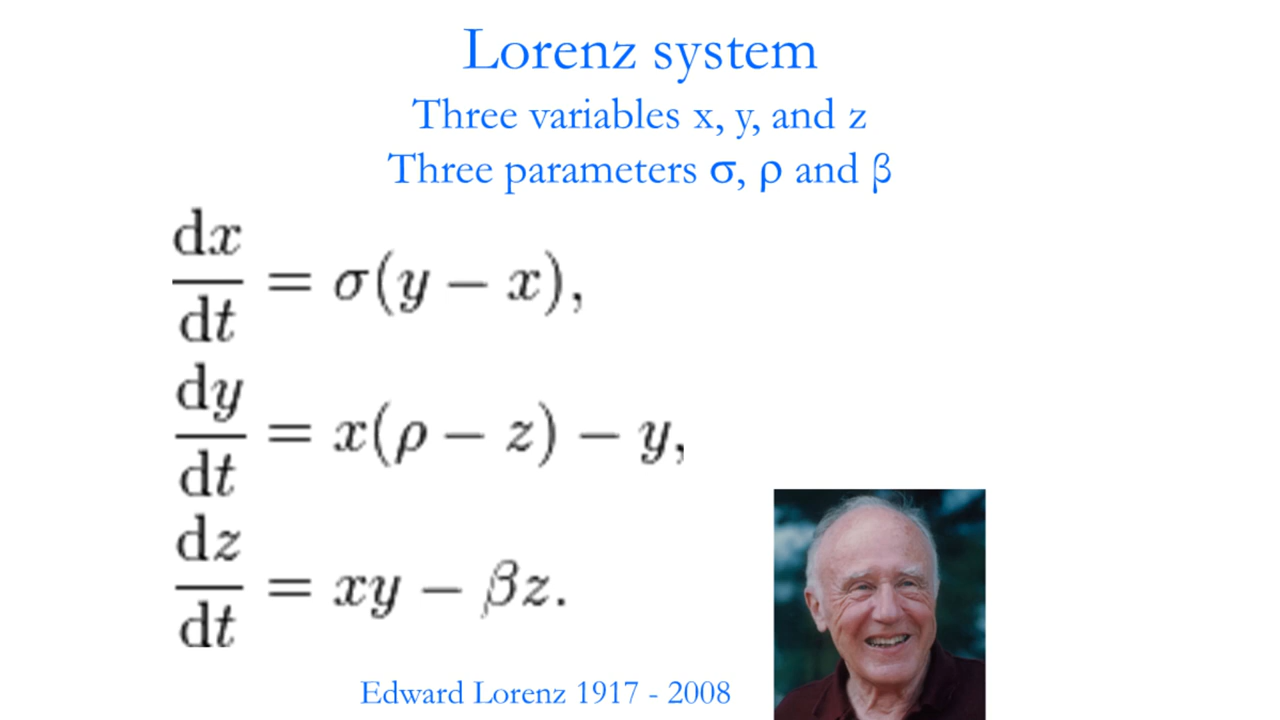 Lorenz system
Three variables x, y, and z
Three parameters σ, ρ and β
dx/dt = σ(y − x),
dy/dt = x(ρ − z) − y,
dz/dt = xy − βz.
Edward Lorenz 1917 - 2008